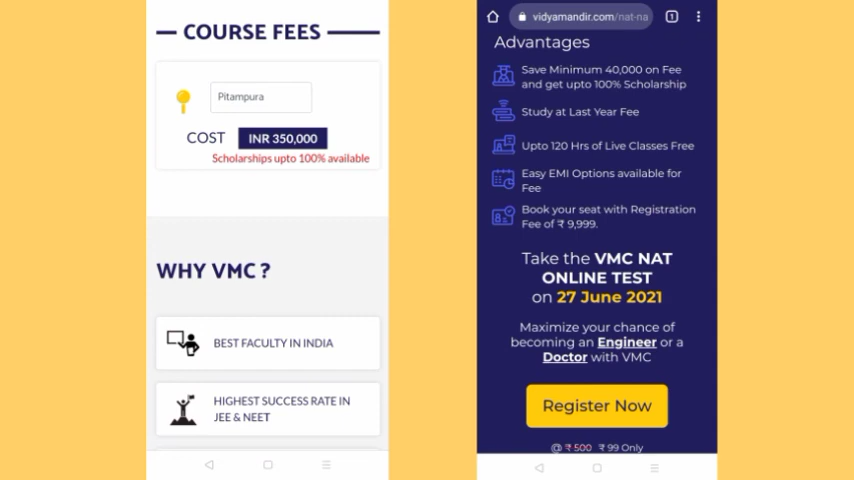 COURSE FEES
Pitampura
COST INR 350,000
Scholarships upto 100% available
WHY VMC ?
BEST FACULTY IN INDIA
HIGHEST SUCCESS RATE IN
JEE & NEET
vidyamandir.com/nat-na
1
Advantages
Save Minimum 40,000 on Fee
and get upto 100% Scholarship
Study at Last Year Fee
Upto 120 Hrs of Live Classes Free
Easy EMI Options available for
Fee
Book your seat with Registration
Fee of ₹ 9,999.
Take the VMC NAT
ONLINE TEST
on 27 June 2021
Maximize your chance of
becoming an Engineer or a
Doctor with VMC
Register Now
@ ₹ 500 ₹ 99 Only